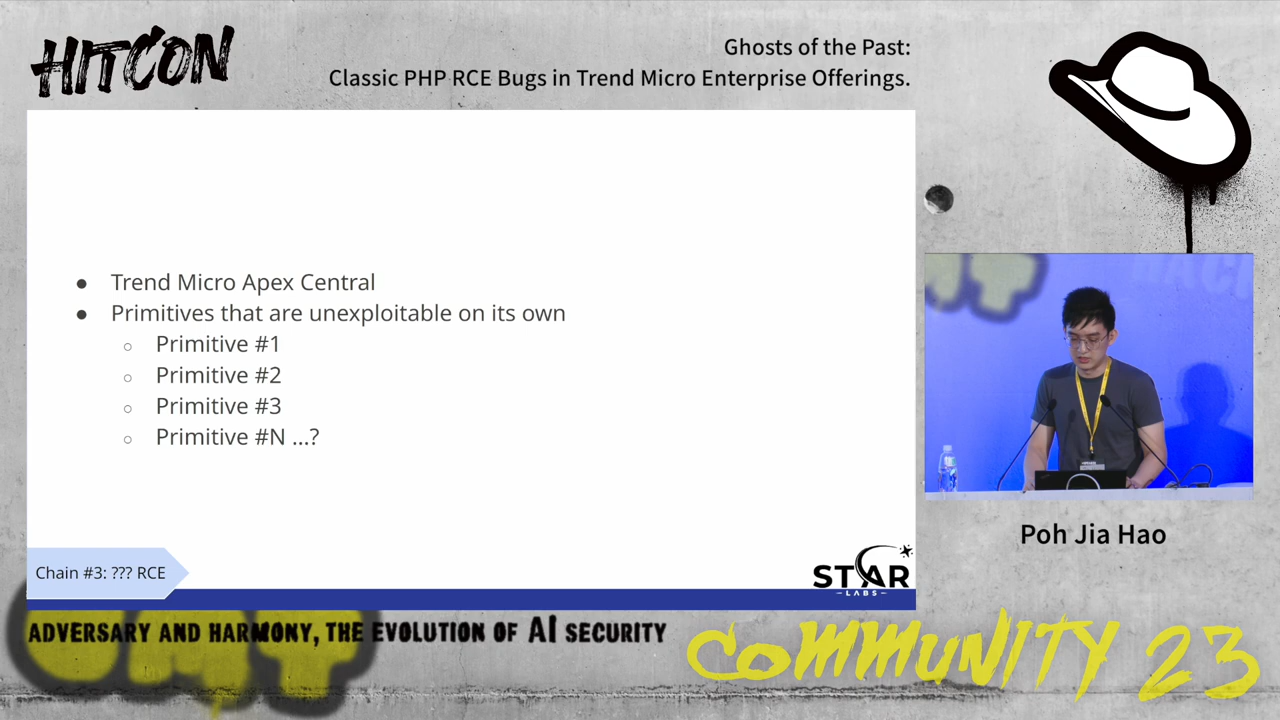 HITCON
Ghosts of the Past:
Classic PHP RCE Bugs in Trend Micro Enterprise Offerings.
● Trend Micro Apex Central
● Primitives that are unexploitable on its own
○ Primitive #1
○ Primitive #2
○ Primitive #3
○ Primitive #N ...?
Poh Jia Hao
Chain #3: ??? RCE
STAR
LABS
ADVERSARY AND HARMONY, THE EVOLUTION OF AI SECURITY
COMMUNITY 23